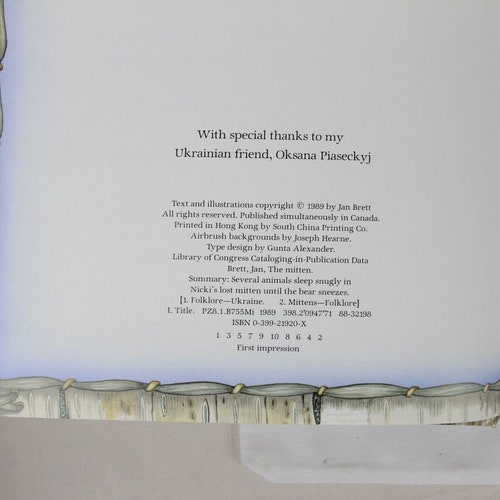 With special thanks to my
Ukrainian friend, Oksana Piaseckyj
Text and illustrations copyright © 1989 by Jan Brett
All rights reserved. Published simultaneously in Canada.
Printed in Hong Kong by South China Printing Co.
Airbrush backgrounds by Joseph Hearne.
Type design by Gunta Alexander.
Library of Congress Cataloging-in-Publication Data
Brett, Jan, The mitten.
Summary: Several animals sleep snugly in
Nicki's lost mitten until the bear sneezes.
[1. Folklore—Ukraine. 2. Mittens—Folklore]
I. Title. PZ8.1.B755Mi 1989 398.2'0947'71 88-32198
ISBN 0-399-21920-X
1 3 5 7 9 10 8 6 4 2
First impression